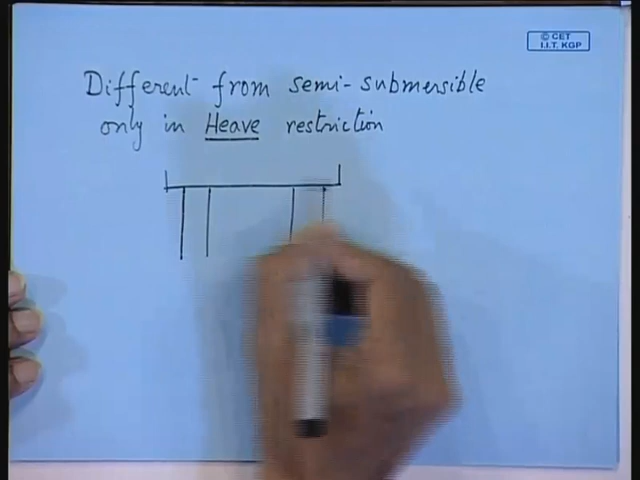 © CET
I.I.T. KGP
Different from semi-submersible
only in Heave restriction